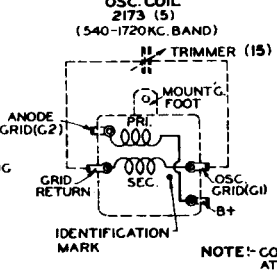 OSC. COIL
2173 (5)
(540-1720KC. BAND)
TRIMMER (15)
MOUNT'G.
FOOT
ANODE
GRID(G2)
PRI.
GRID
RETURN
SEC.
OSC.
GRID(G1)
B+
IDENTIFICATION
MARK
NOTE:- CO
AT